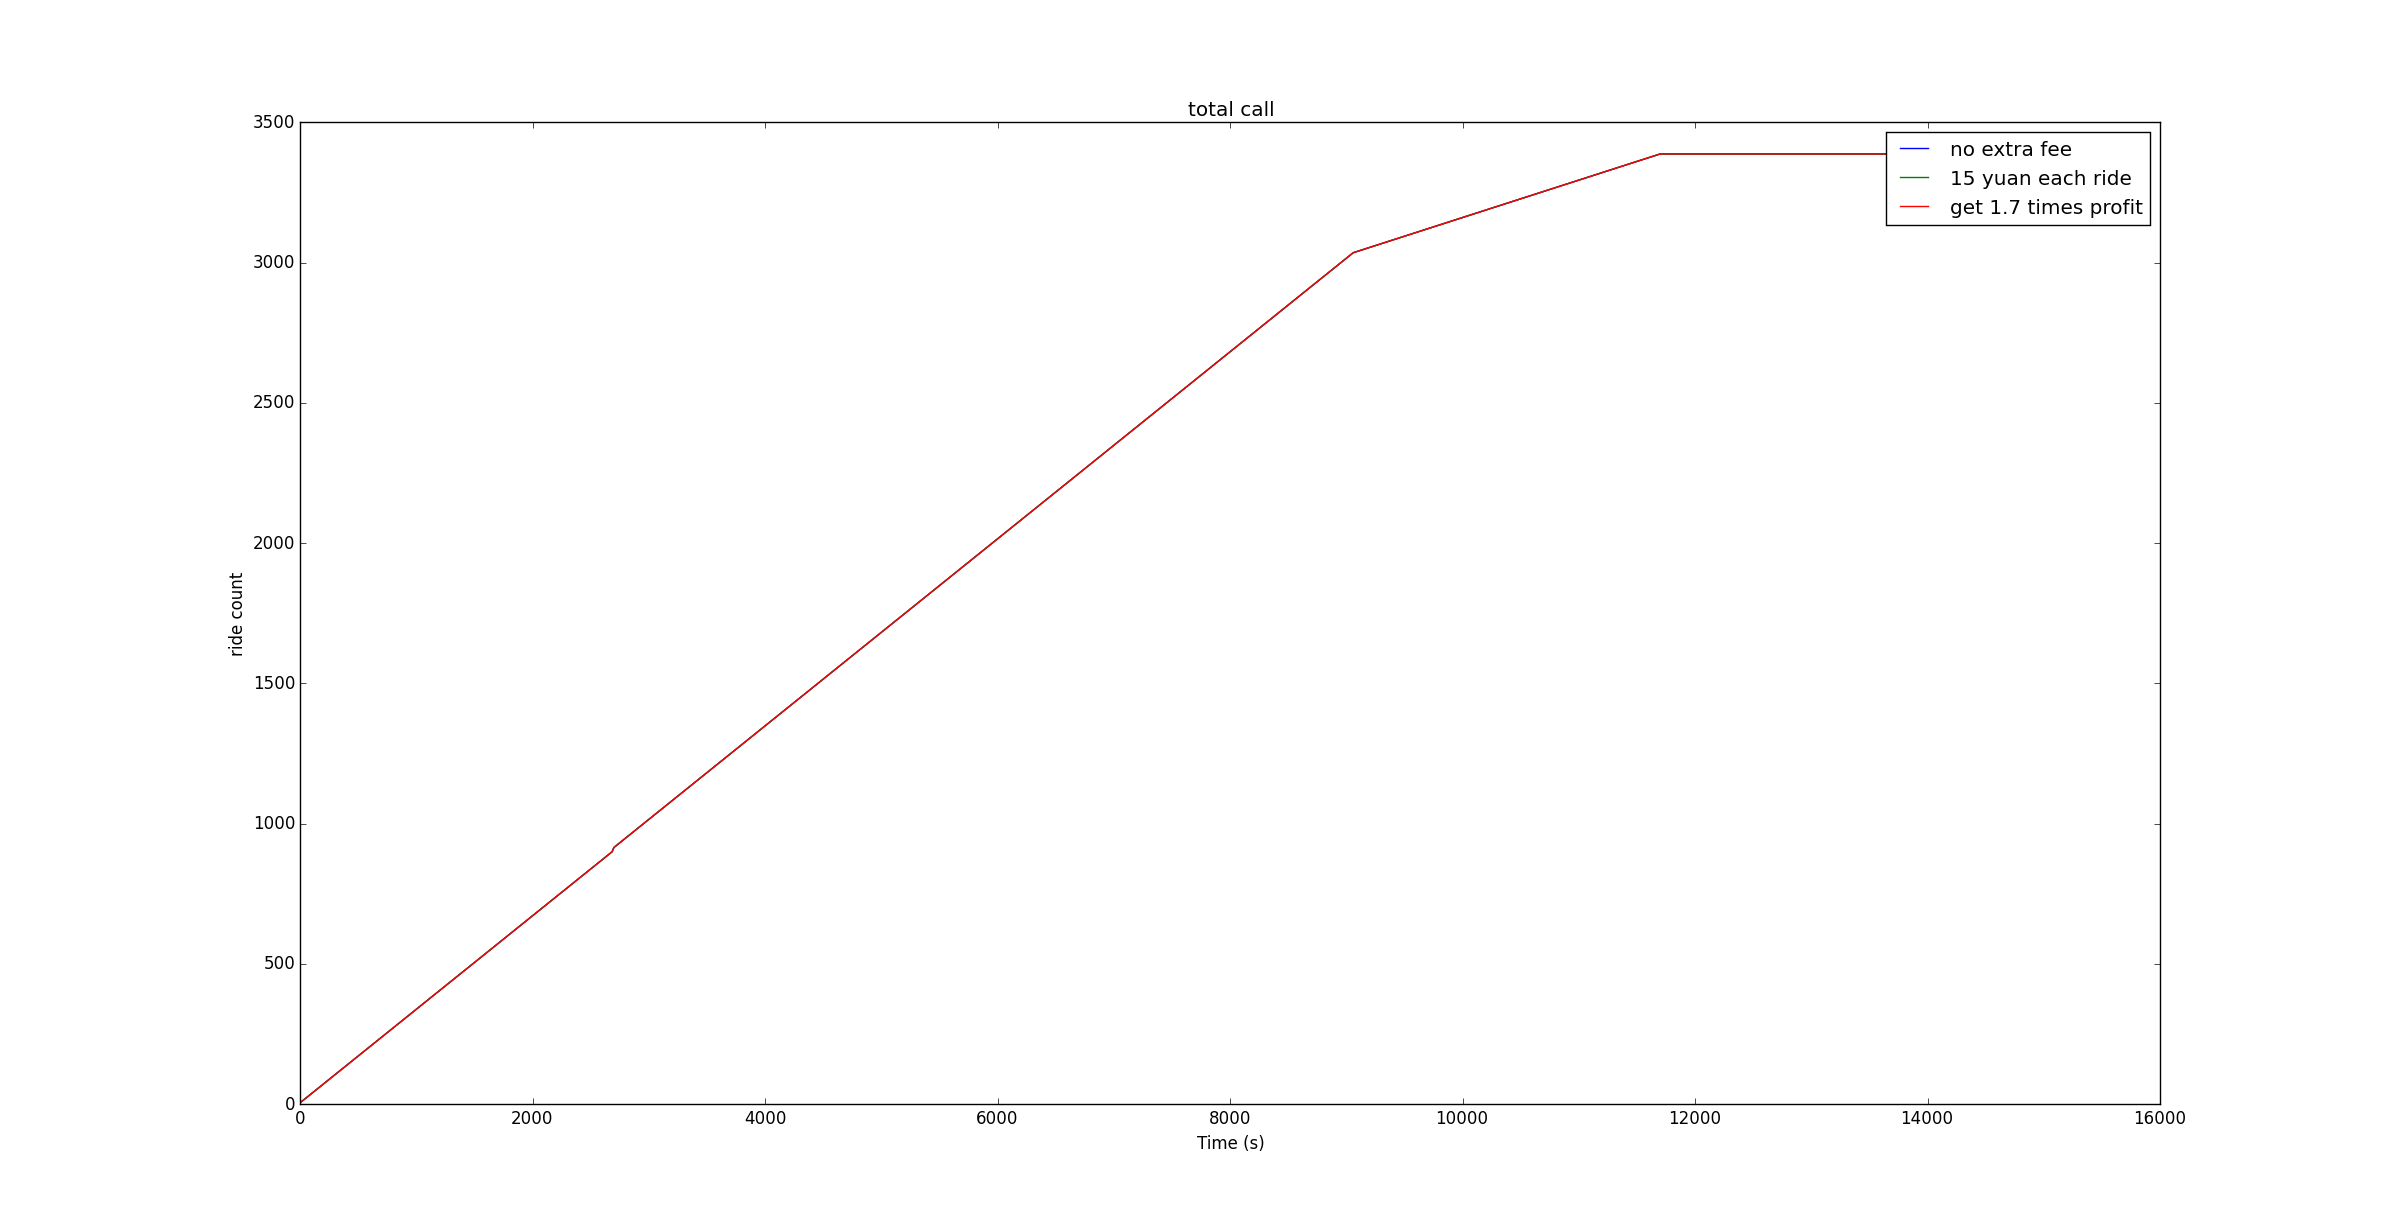 total call
3500
3000
2500
2000
1500
1000
500
0
ride count
no extra fee
15 yuan each ride
get 1.7 times profit
0 2000 4000 6000 8000 10000 12000 14000 16000
Time (s)